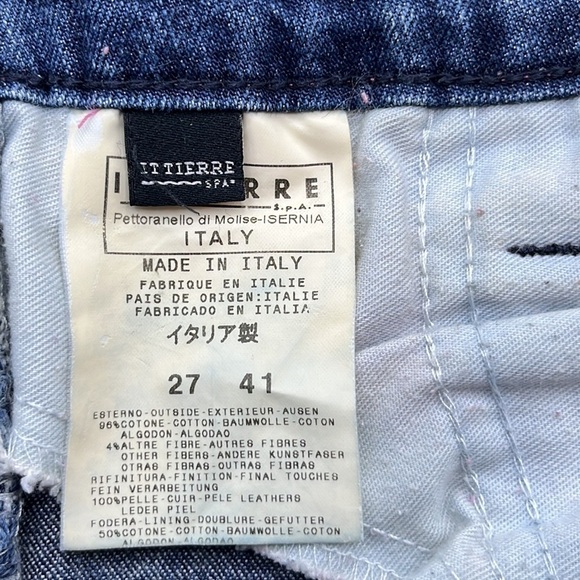 ITTIERRE
SPA
I RRE
S.p.A.
Pettoranello di Molise-ISERNIA
ITALY
MADE IN ITALY
FABRIQUE EN ITALIE
PAIS DE ORIGEN:ITALIE
FABRICADO EN ITALIA
イタリア製
27 41
ESTERNO-OUTSIDE-EXTERIEUR-AUSEN
96%COTONE-COTTON-BAUMWOLLE-COTON
ALGODON-ALGODAO
4%ALTRE FIBRE-AUTRES FIBRES
OTHER FIBERS-ANDERE KUNSTFASER
OTRAS FIBRAS-OUTRAS FIBRAS
RIFINITURA-FINITION-FINAL TOUCHES
FEIN VERARBEITUNG
100%PELLE-CUIR-PELE LEATHERS
LEDER PIEL
FODERA-LINING-DOUBLURE-GEFUTTER
50%COTONE-COTTON-BAUMWOLLE-COTON
ALGODON-ALGODAO